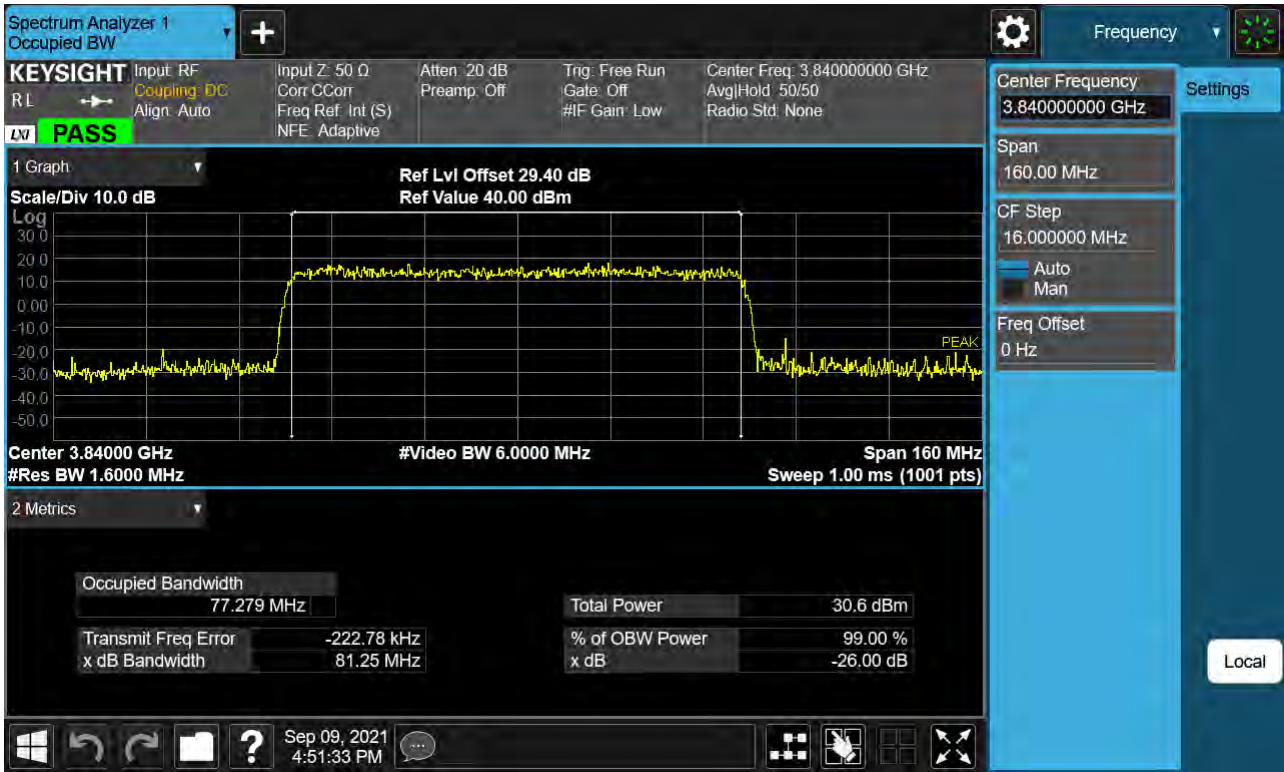 Spectrum Analyzer 1
Occupied BW
Frequency
KEYSIGHT
R L
LXI PASS
Input: RF
Coupling: DC
Align: Auto
Input Z: 50 Ω
Corr CCorr
Freq Ref: Int (S)
NFE: Adaptive
Atten: 20 dB
Preamp: Off
Trig: Free Run
Gate: Off
#IF Gain: Low
Center Freq: 3.840000000 GHz
Avg|Hold: 50/50
Radio Std: None
Center Frequency
3.840000000 GHz
Settings
Span
160.00 MHz
CF Step
16.000000 MHz
Auto
Man
Freq Offset
0 Hz
Local
1 Graph
Scale/Div 10.0 dB
Ref Lvl Offset 29.40 dB
Ref Value 40.00 dBm
Log
30.0
20.0
10.0
0.00
-10.0
-20.0
-30.0
-40.0
-50.0
PEAK
Center 3.84000 GHz
#Video BW 6.0000 MHz
Span 160 MHz
#Res BW 1.6000 MHz
Sweep 1.00 ms (1001 pts)
2 Metrics
Occupied Bandwidth
77.279 MHz
Total Power 30.6 dBm
Transmit Freq Error -222.78 kHz
% of OBW Power 99.00 %
x dB Bandwidth 81.25 MHz
x dB -26.00 dB
Sep 09, 2021
4:51:33 PM